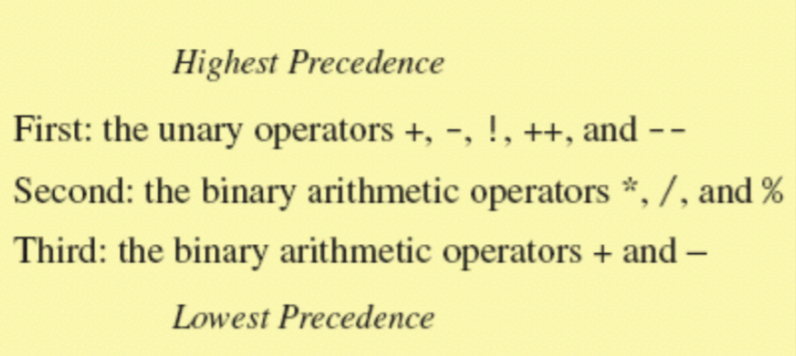 Highest Precedence
First: the unary operators +, -, !, ++, and --
Second: the binary arithmetic operators *, /, and %
Third: the binary arithmetic operators + and –
Lowest Precedence